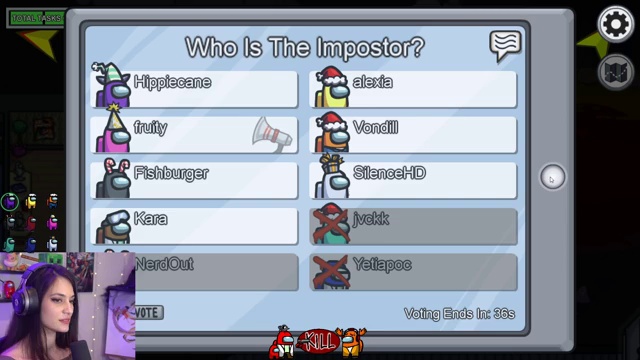 TOTAL TASKS
Who Is The Impostor?
Hippiecane
alexia
fruity
Vondill
Fishburger
SilenceHD
Kara
jvckk
NerdOut
Yetiapoc
VOTE
Voting Ends In: 36s
KILL